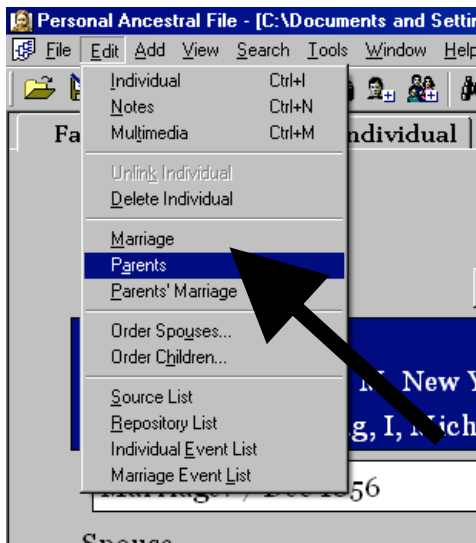 Personal Ancestral File - [C:\Documents and Settin
File Edit Add View Search Tools Window Help
Individual Ctrl+I
Notes Ctrl+N
Multimedia Ctrl+M
Fa
ndividual
Unlink Individual
Delete Individual
Marriage
Parents
Parents' Marriage
Order Spouses...
Order Children...
M, New Y
Source List
Repository List
g, I, Mich
Individual Event List
Marriage Event List
Marriage: 7 Dec 1856
Spouse